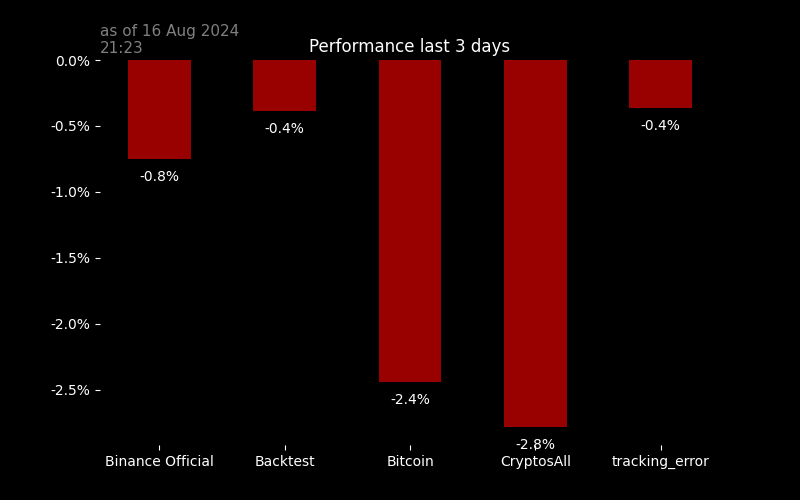 as of 16 Aug 2024
21:23
Performance last 3 days
0.0%
-0.5%
-1.0%
-1.5%
-2.0%
-2.5%
-0.8%
-0.4%
-2.4%
-2.8%
-0.4%
Binance Official
Backtest
Bitcoin
CryptosAll
tracking_error